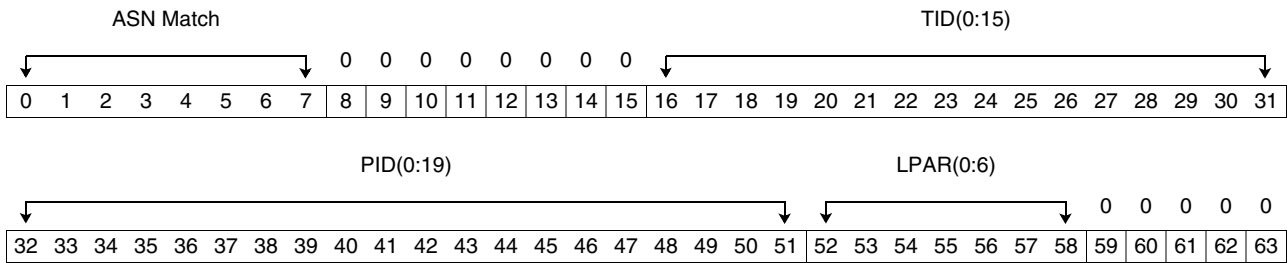 ASN Match TID(0:15)
0 0 0 0 0 0 0 0
0 1 2 3 4 5 6 7 8 9 10 11 12 13 14 15 16 17 18 19 20 21 22 23 24 25 26 27 28 29 30 31
PID(0:19) LPAR(0:6)
0 0 0 0 0
32 33 34 35 36 37 38 39 40 41 42 43 44 45 46 47 48 49 50 51 52 53 54 55 56 57 58 59 60 61 62 63